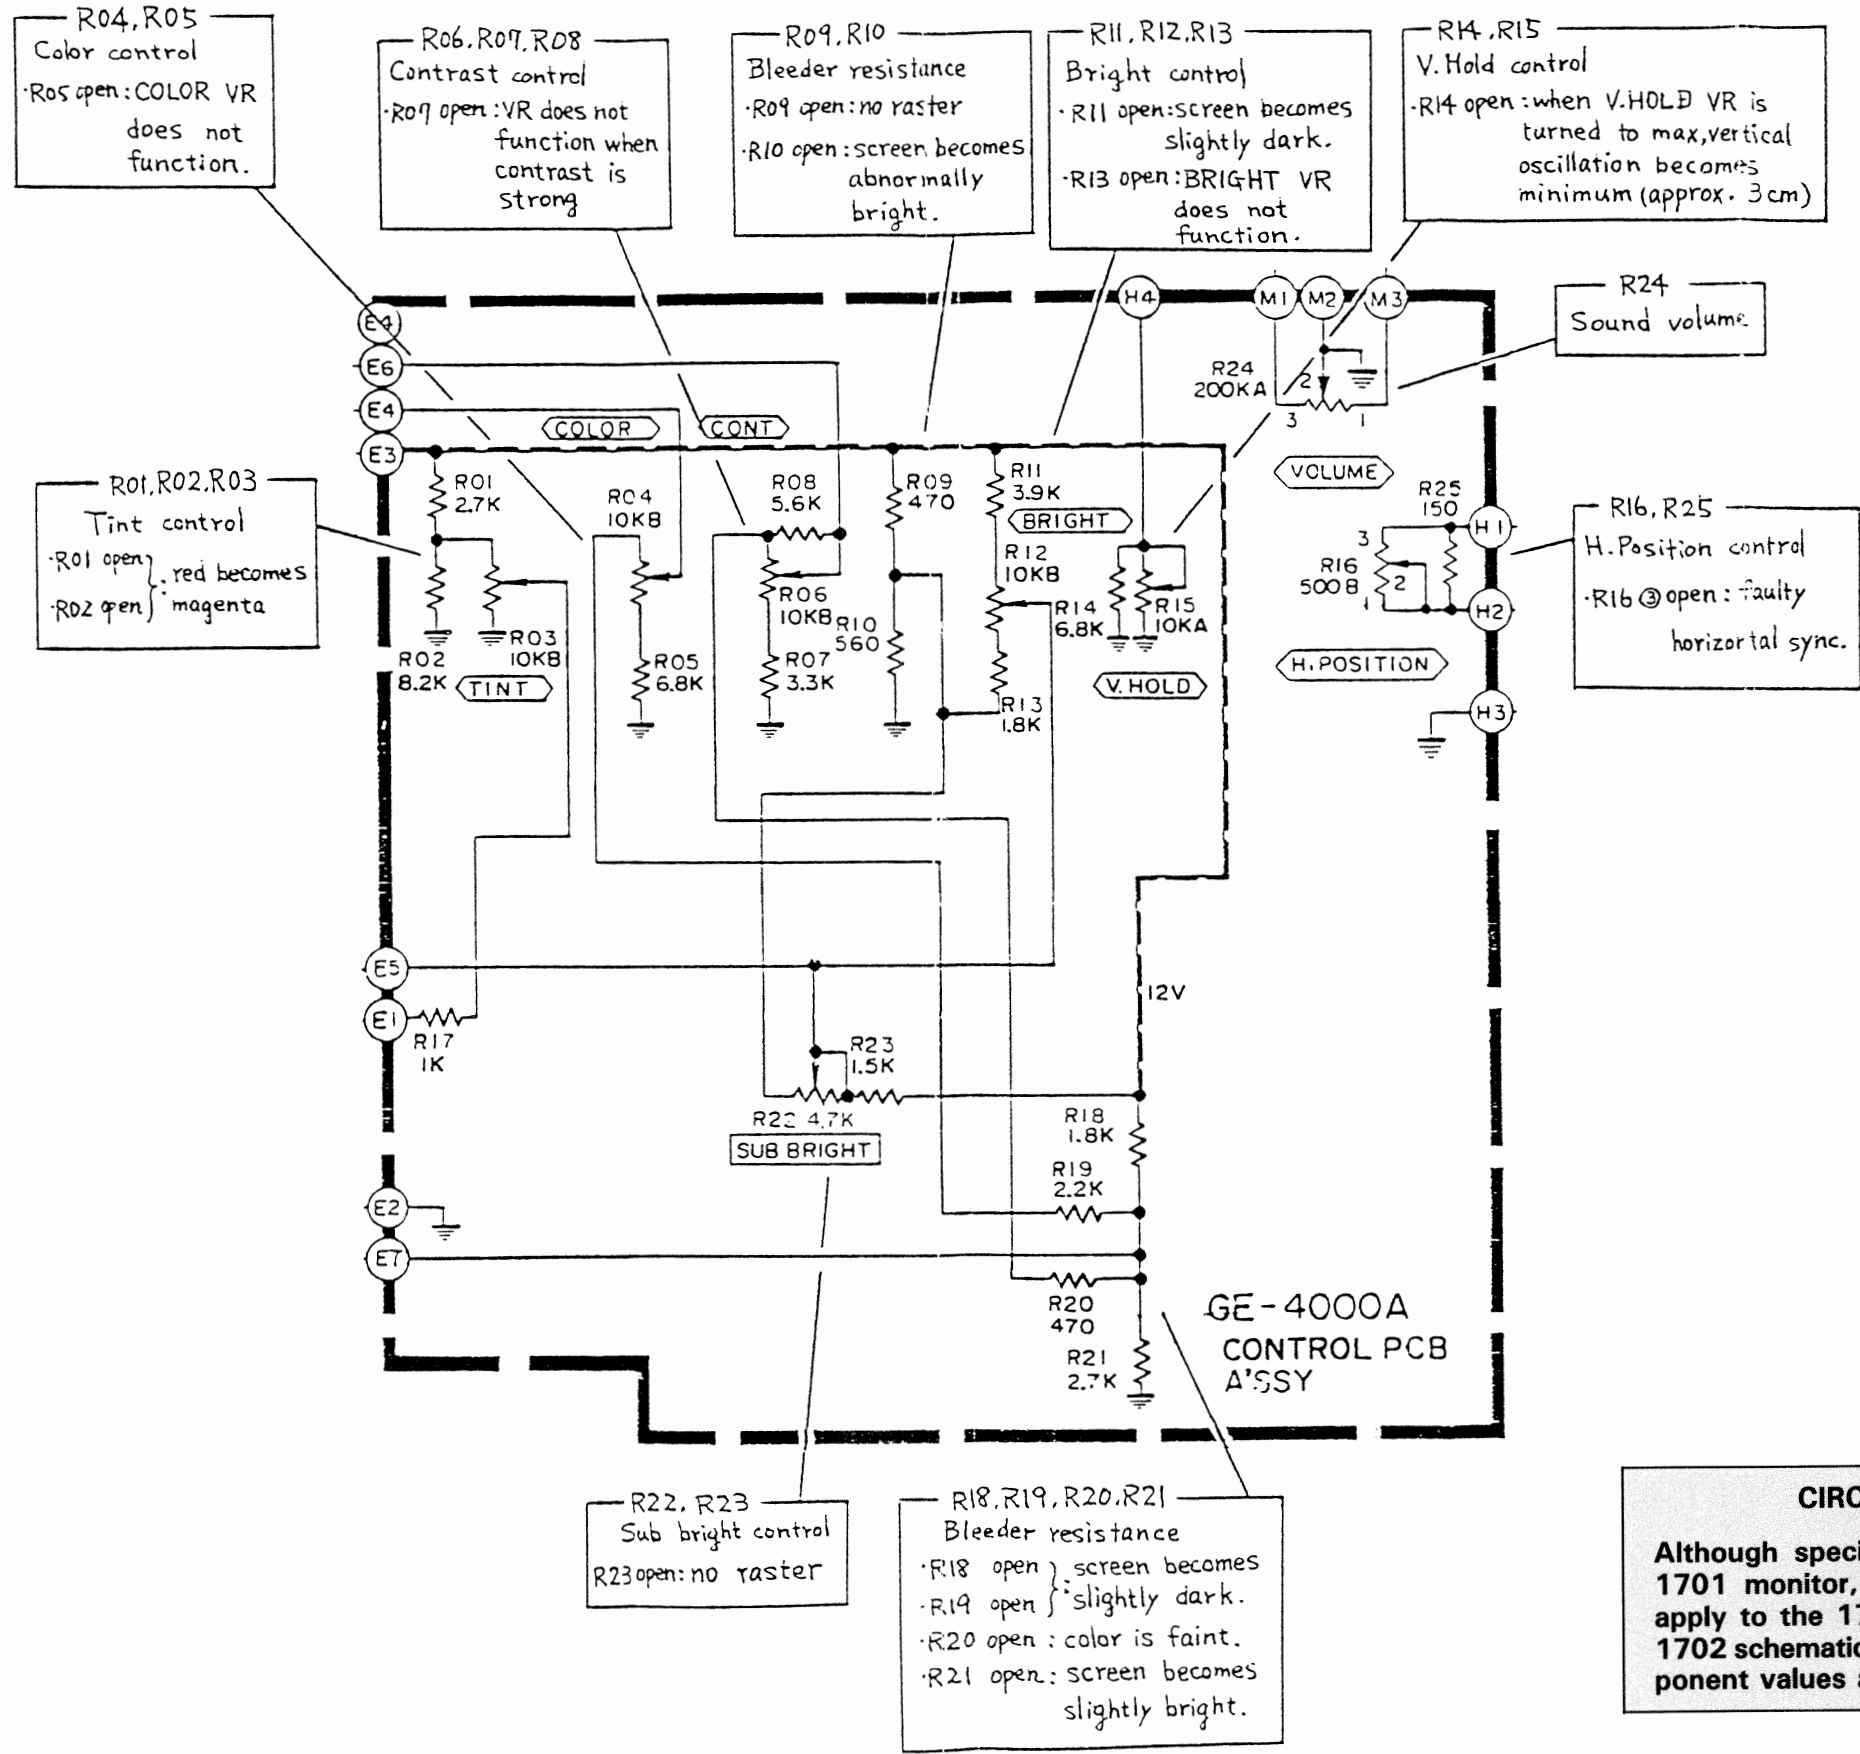 R04, R05
Color control
·R05 open: COLOR VR
does not
function.
R06, R07, R08
Contrast control
·R07 open: VR does not
function when
contrast is
strong
R09, R10
Bleeder resistance
·R09 open: no raster
·R10 open: screen becomes
abnormally
bright.
R11, R12, R13
Bright control
·R11 open: screen becomes
slightly dark.
·R13 open: BRIGHT VR
does not
function.
R14, R15
V. Hold control
·R14 open: when V.HOLD VR is
turned to max, vertical
oscillation becomes
minimum (approx. 3cm)
R24
Sound volume
E4
E6
E4
E3
H4
M1
M2
M3
R24
200KA
2
3
1
COLOR
CONT
VOLUME
R01, R02, R03
Tint control
·R01 open
·R02 open
: red becomes
magenta
R01
2.7K
R04
10KB
R08
5.6K
R09
470
R11
3.9K
BRIGHT
R12
10KB
R25
150
H1
3
R16
500B
2
1
H2
R16, R25
H. Position control
·R16 ③ open: faulty
horizontal sync.
R02
8.2K
R03
10KB
TINT
R05
6.8K
R06
10KB
R07
3.3K
R10
560
R13
1.8K
R14
6.8K
R15
10KA
V. HOLD
H. POSITION
H3
E5
E1
R17
1K
12V
R23
1.5K
R22 4.7K
SUB BRIGHT
R18
1.8K
R19
2.2K
E2
E7
R20
470
R21
2.7K
GE-4000A
CONTROL PCB
A'SSY
R22, R23
Sub bright control
R23 open: no raster
R18, R19, R20, R21
Bleeder resistance
·R18 open
·R19 open
: screen becomes
slightly dark.
·R20 open: color is faint.
·R21 open: screen becomes
slightly bright.
CIRC
Although speci
1701 monitor,
apply to the 17
1702 schematic
ponent values a